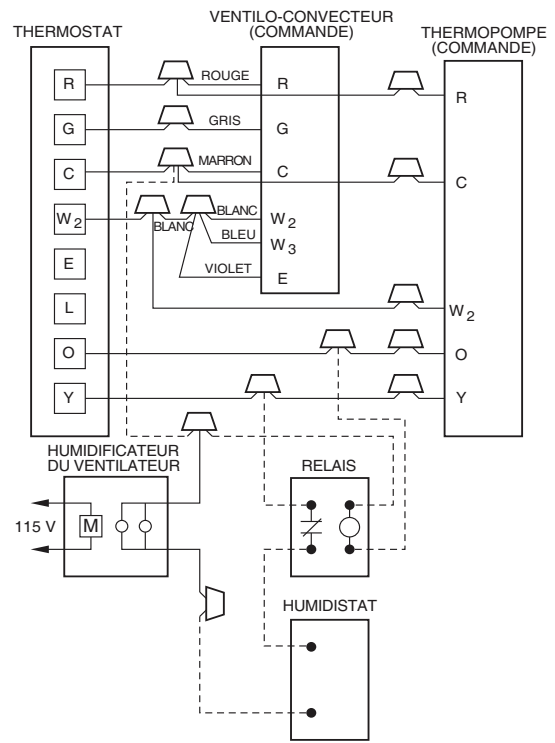 THERMOSTAT
VENTILO-CONVECTEUR
(COMMANDE)
THERMOPOMPE
(COMMANDE)
R
G
C
W2
E
L
O
Y
ROUGE
GRIS
MARRON
BLANC
BLANC
BLEU
VIOLET
R
G
C
W2
W3
E
R
C
W2
O
Y
HUMIDIFICATEUR
DU VENTILATEUR
115 V
M
RELAIS
HUMIDISTAT